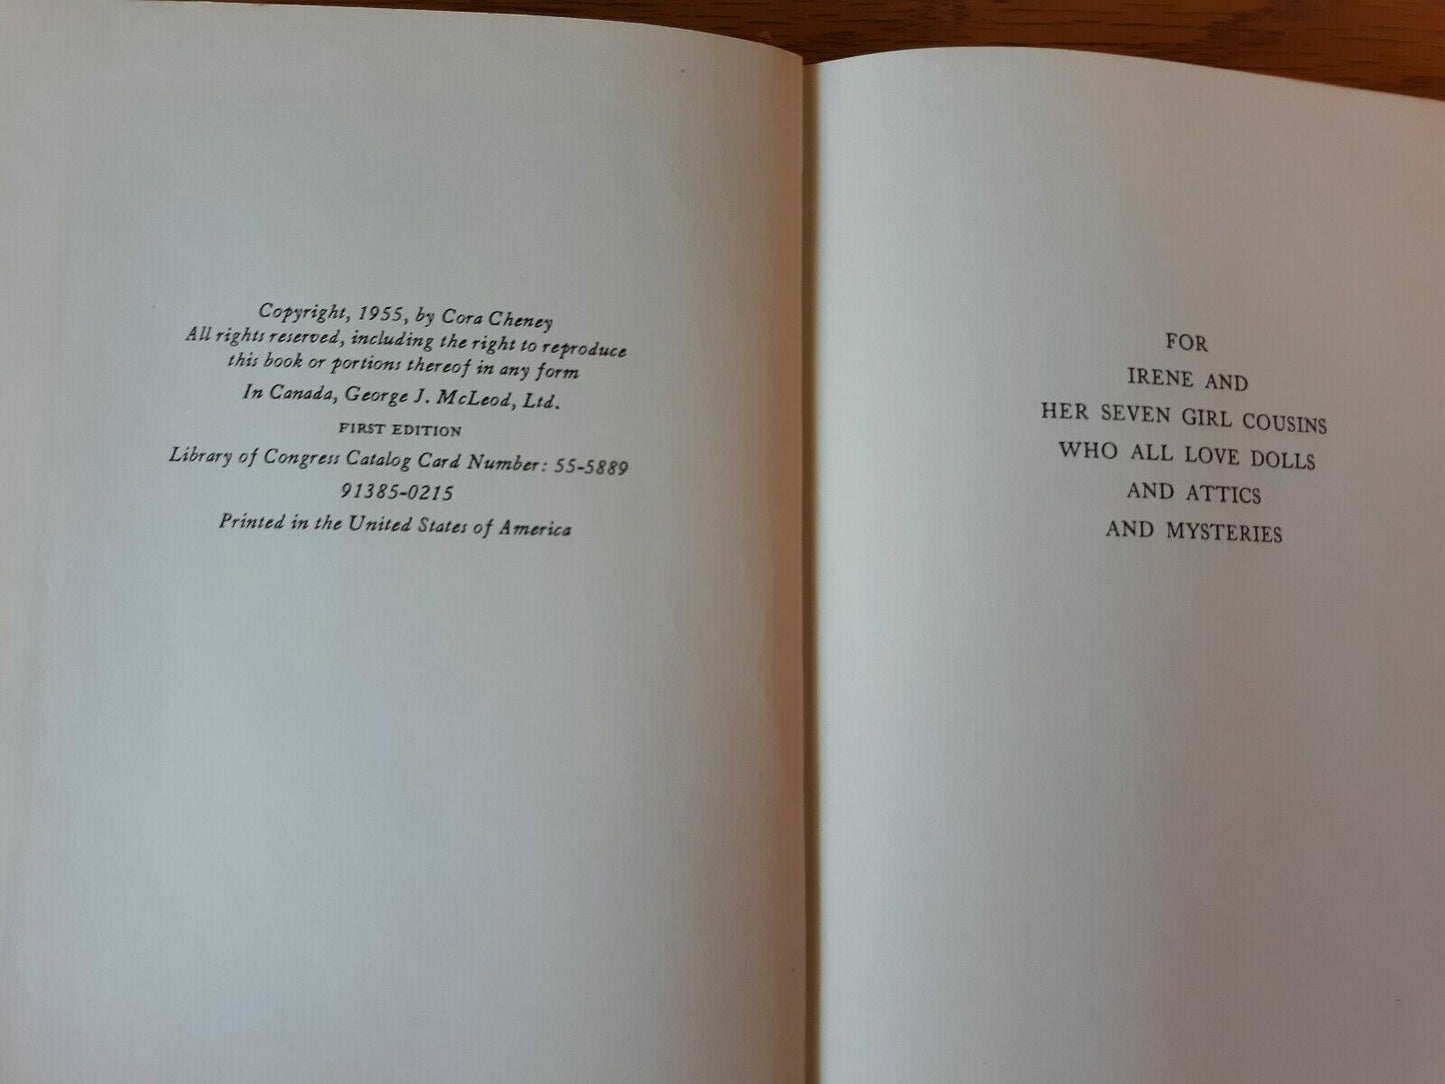 Copyright, 1955, by Cora Cheney
All rights reserved, including the right to reproduce
this book or portions thereof in any form
In Canada, George J. McLeod, Ltd.
FIRST EDITION
Library of Congress Catalog Card Number: 55-5889
91385-0215
Printed in the United States of America
FOR
IRENE AND
HER SEVEN GIRL COUSINS
WHO ALL LOVE DOLLS
AND ATTICS
AND MYSTERIES